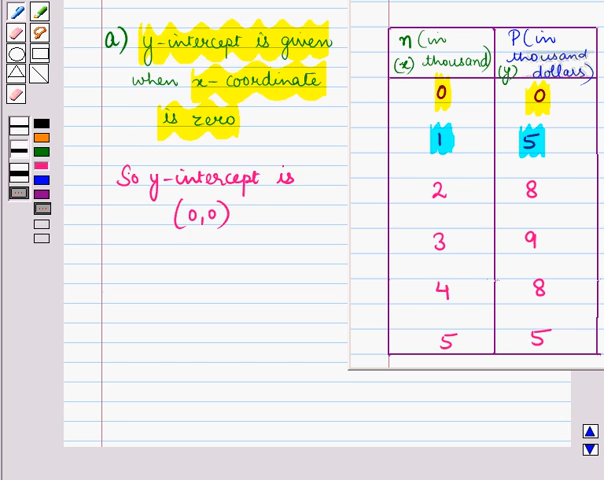 a) y-intercept is given
when x-coordinate
is zero
So y-intercept is
(0,0)
n (in P (in
(x) thousand) thousand
(y) dollars)
0 0
1 5
2 8
3 9
4 8
5 5